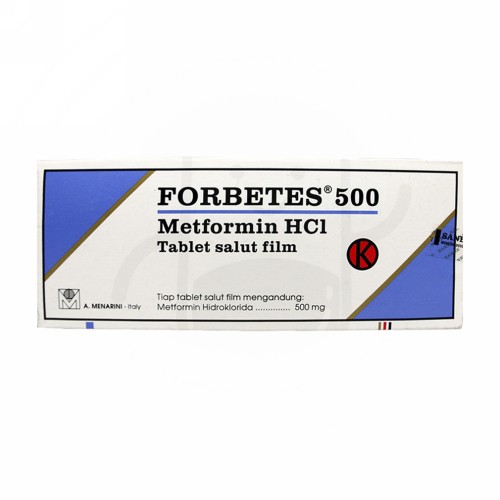 FORBETES® 500
Metformin HCl
Tablet salut film
K
Tiap tablet salut film mengandung:
Metformin Hidroklorida .............. 500 mg
A. MENARINI - Italy